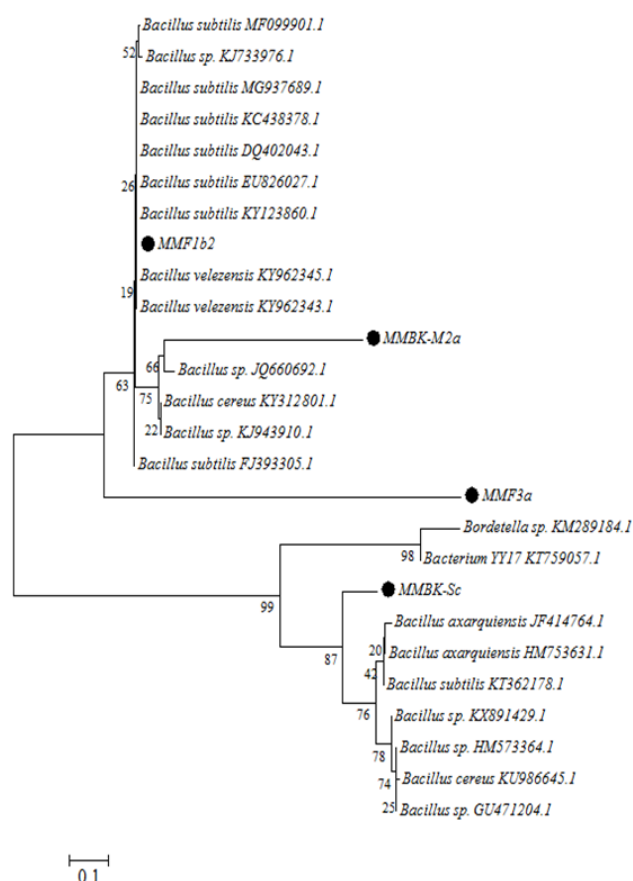 Bacillus subtilis MF099901.1
52
Bacillus sp. KJ733976.1
Bacillus subtilis MG937689.1
Bacillus subtilis KC438378.1
Bacillus subtilis DQ402043.1
26
Bacillus subtilis EU826027.1
Bacillus subtilis KY123860.1
MMF1b2
Bacillus velezensis KY962345.1
19
Bacillus velezensis KY962343.1
MMBK-M2a
66
Bacillus sp. JQ660692.1
63
75
Bacillus cereus KY312801.1
22
Bacillus sp. KJ943910.1
Bacillus subtilis FJ393305.1
MMF3a
Bordetella sp. KM289184.1
98
Bacterium YY17 KT759057.1
MMBK-Sc
99
Bacillus axarquiensis JF414764.1
20
Bacillus axarquiensis HM753631.1
87
42
Bacillus subtilis KT362178.1
76
Bacillus sp. KX891429.1
78
Bacillus sp. HM573364.1
74
Bacillus cereus KU986645.1
25
Bacillus sp. GU471204.1
0.1